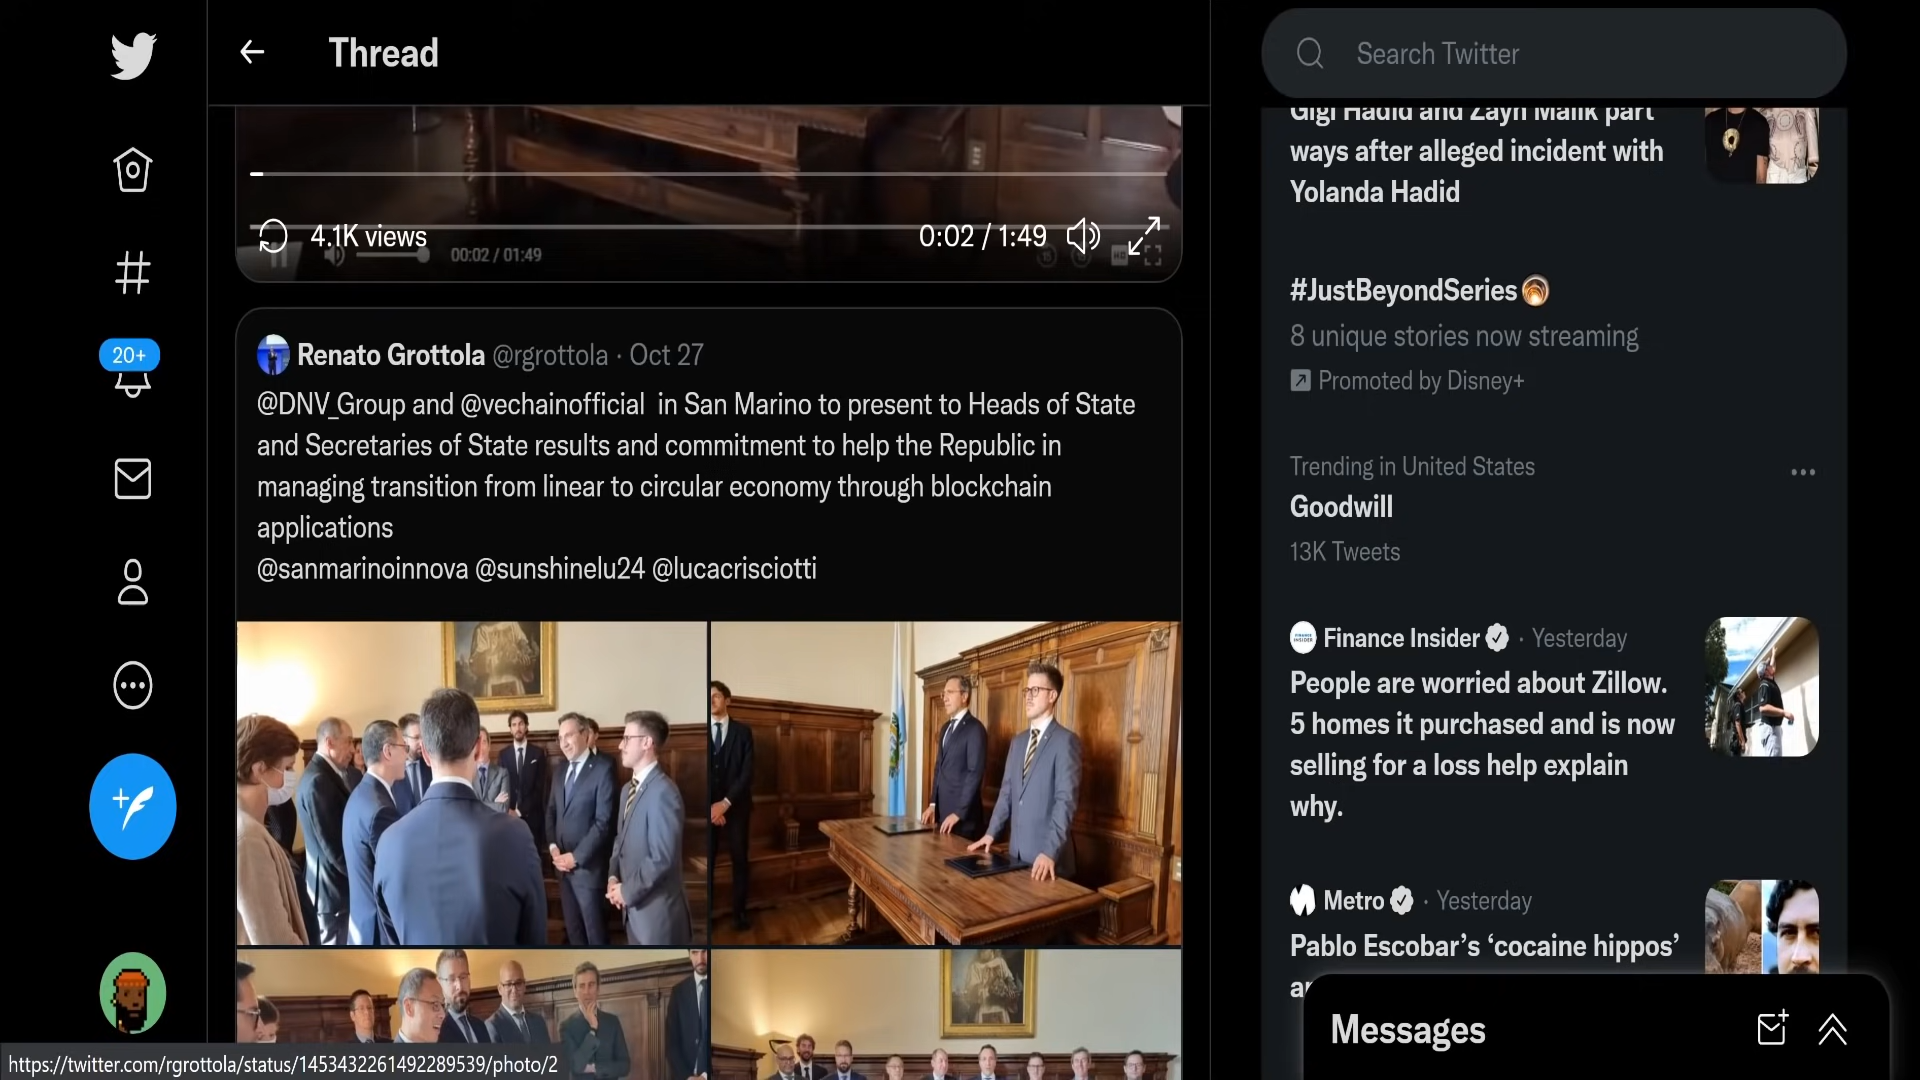 Thread
Search Twitter
4.1K views
0:02 / 1:49
00:02 / 01:49
Renato Grottola @rgrottola · Oct 27
@DNV_Group and @vechainofficial in San Marino to present to Heads of State
and Secretaries of State results and commitment to help the Republic in
managing transition from linear to circular economy through blockchain
applications
@sanmarinoinnova @sunshinelu24 @lucacrisciotti
20+
https://twitter.com/rgrottola/status/1453432261492289539/photo/2
Gigi Hadid and Zayn Malik part
ways after alleged incident with
Yolanda Hadid
#JustBeyondSeries
8 unique stories now streaming
Promoted by Disney+
Trending in United States
Goodwill
13K Tweets
Finance Insider · Yesterday
People are worried about Zillow.
5 homes it purchased and is now
selling for a loss help explain
why.
Metro · Yesterday
Pablo Escobar’s ‘cocaine hippos’
Messages